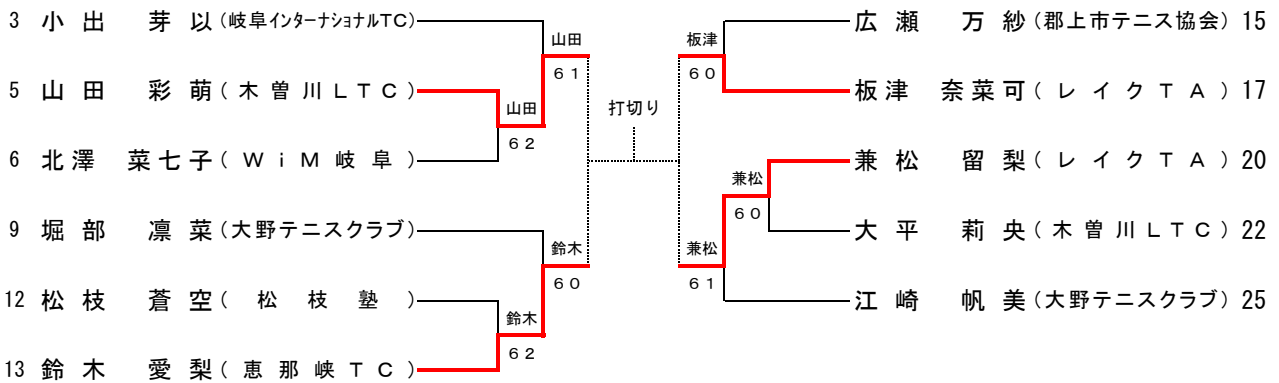 3 小出 芽以(岐阜インターナショナルTC)
山田
61
5 山田 彩萌(木曽川LTC)
山田
62
6 北澤 菜七子(WiM岐阜)
9 堀部 凛菜(大野テニスクラブ)
鈴木
60
12 松枝 蒼空(松枝塾)
鈴木
62
13 鈴木 愛梨(恵那峡TC)
打切り
広瀬 万紗(郡上市テニス協会) 15
板津
60
板津 奈菜可(レイクTA) 17
兼松 留梨(レイクTA) 20
兼松
60
大平 莉央(木曽川LTC) 22
兼松
61
江崎 帆美(大野テニスクラブ) 25